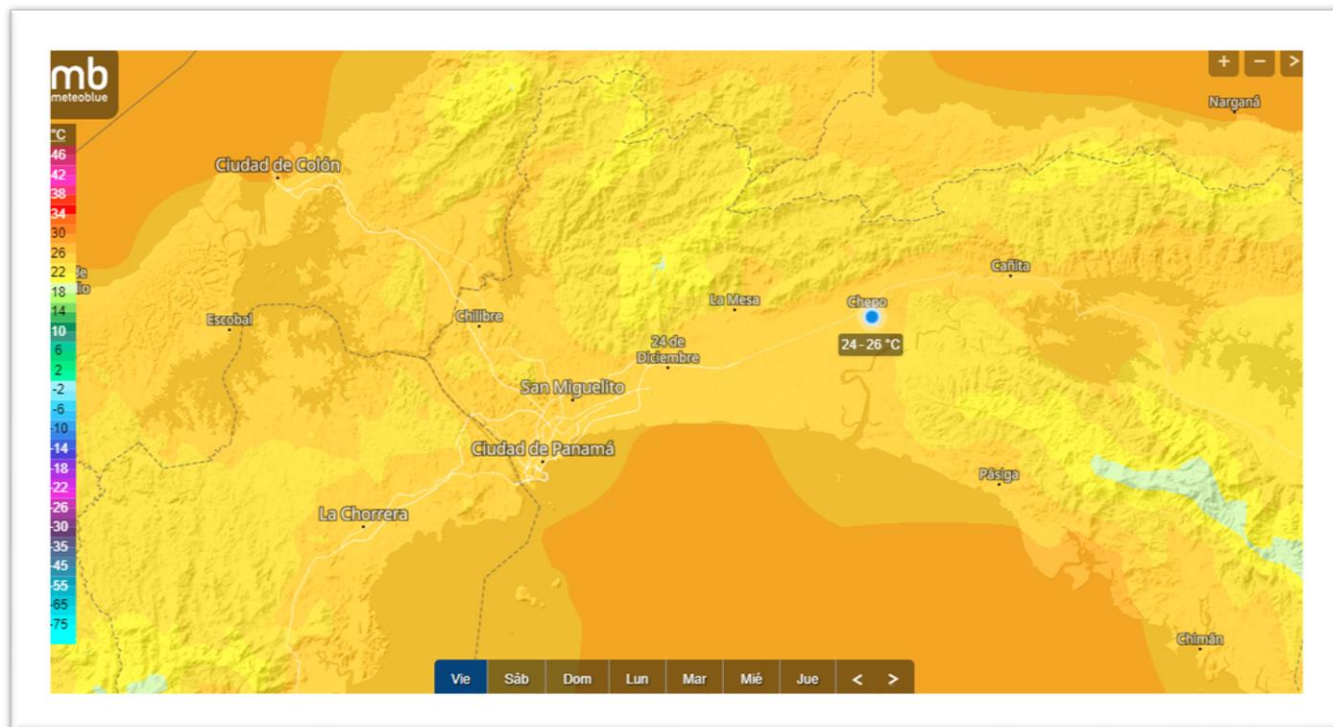 mb
meteoblue
+ − >
Narganá
°C
46
42
38
34
30
26
22
18
14
10
6
2
-2
-6
-10
-14
-18
-22
-26
-30
-35
-45
-55
-65
-75
Ciudad de Colón
Cañita
La Mesa
Chepo
Escobal
Chilibre
24 - 26 °C
24 de
Diciembre
San Miguelito
Ciudad de Panamá
Pásiga
La Chorrera
Chimán
Vie Sáb Dom Lun Mar Mié Jue < >